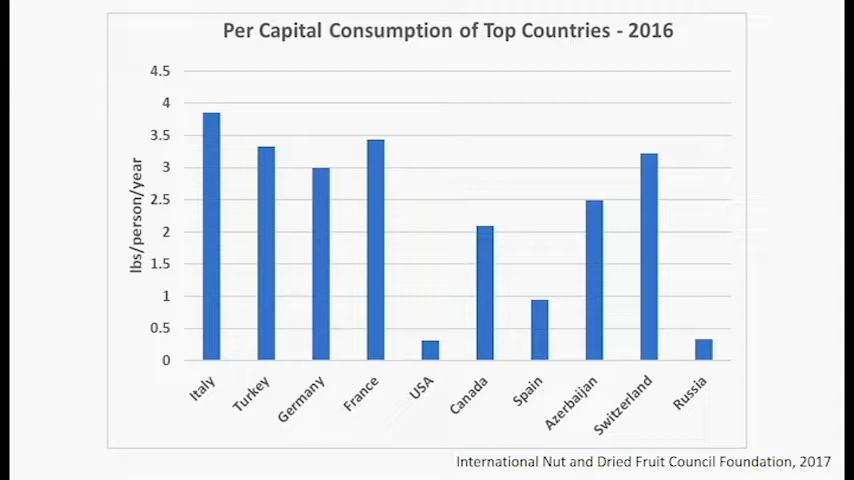 Per Capital Consumption of Top Countries - 2016
4.5
4
3.5
3
2.5
2
1.5
1
0.5
0
lbs/person/year
Italy
Turkey
Germany
France
USA
Canada
Spain
Azerbaijan
Switzerland
Russia
International Nut and Dried Fruit Council Foundation, 2017